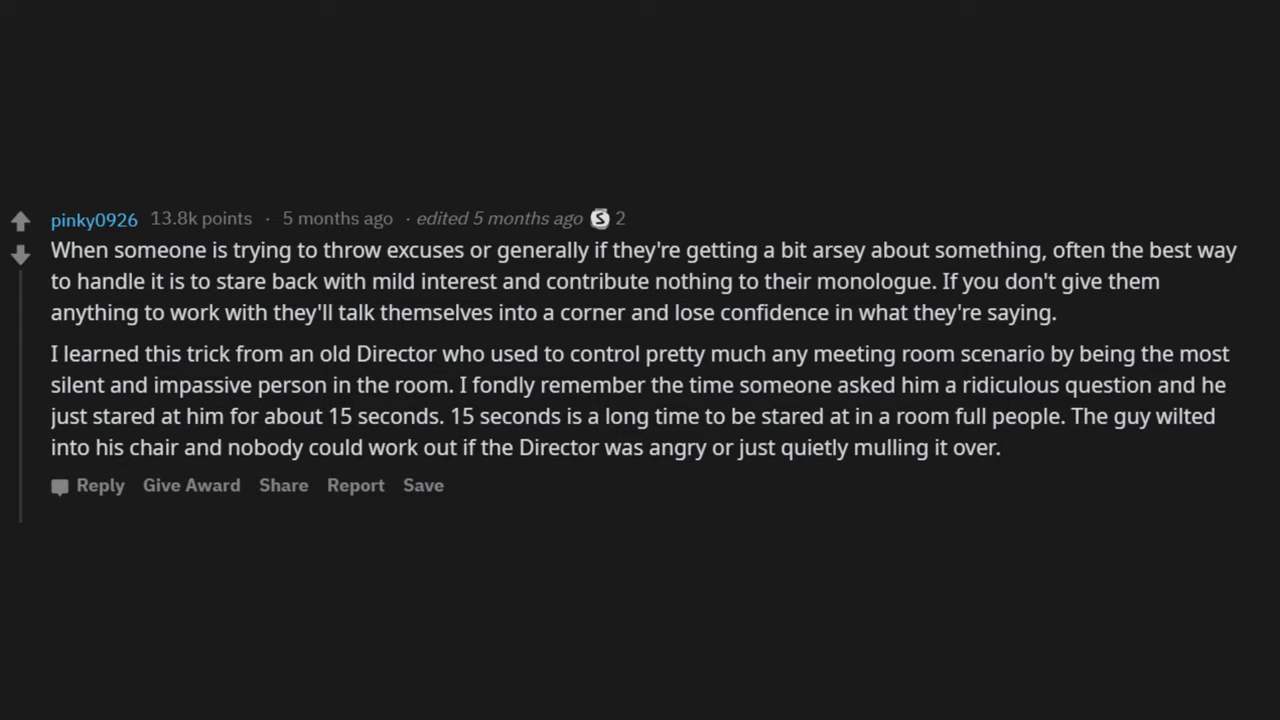 pinky0926 13.8k points · 5 months ago · edited 5 months ago S 2
When someone is trying to throw excuses or generally if they're getting a bit arsey about something, often the best way
to handle it is to stare back with mild interest and contribute nothing to their monologue. If you don't give them
anything to work with they'll talk themselves into a corner and lose confidence in what they're saying.
I learned this trick from an old Director who used to control pretty much any meeting room scenario by being the most
silent and impassive person in the room. I fondly remember the time someone asked him a ridiculous question and he
just stared at him for about 15 seconds. 15 seconds is a long time to be stared at in a room full people. The guy wilted
into his chair and nobody could work out if the Director was angry or just quietly mulling it over.
Reply Give Award Share Report Save